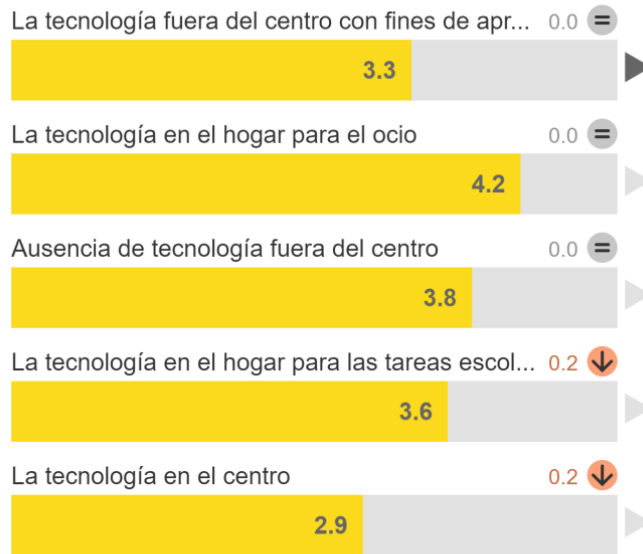 La tecnología fuera del centro con fines de apr... 0.0 =
3.3
La tecnología en el hogar para el ocio 0.0 =
4.2
Ausencia de tecnología fuera del centro 0.0 =
3.8
La tecnología en el hogar para las tareas escol... 0.2 ↓
3.6
La tecnología en el centro 0.2 ↓
2.9